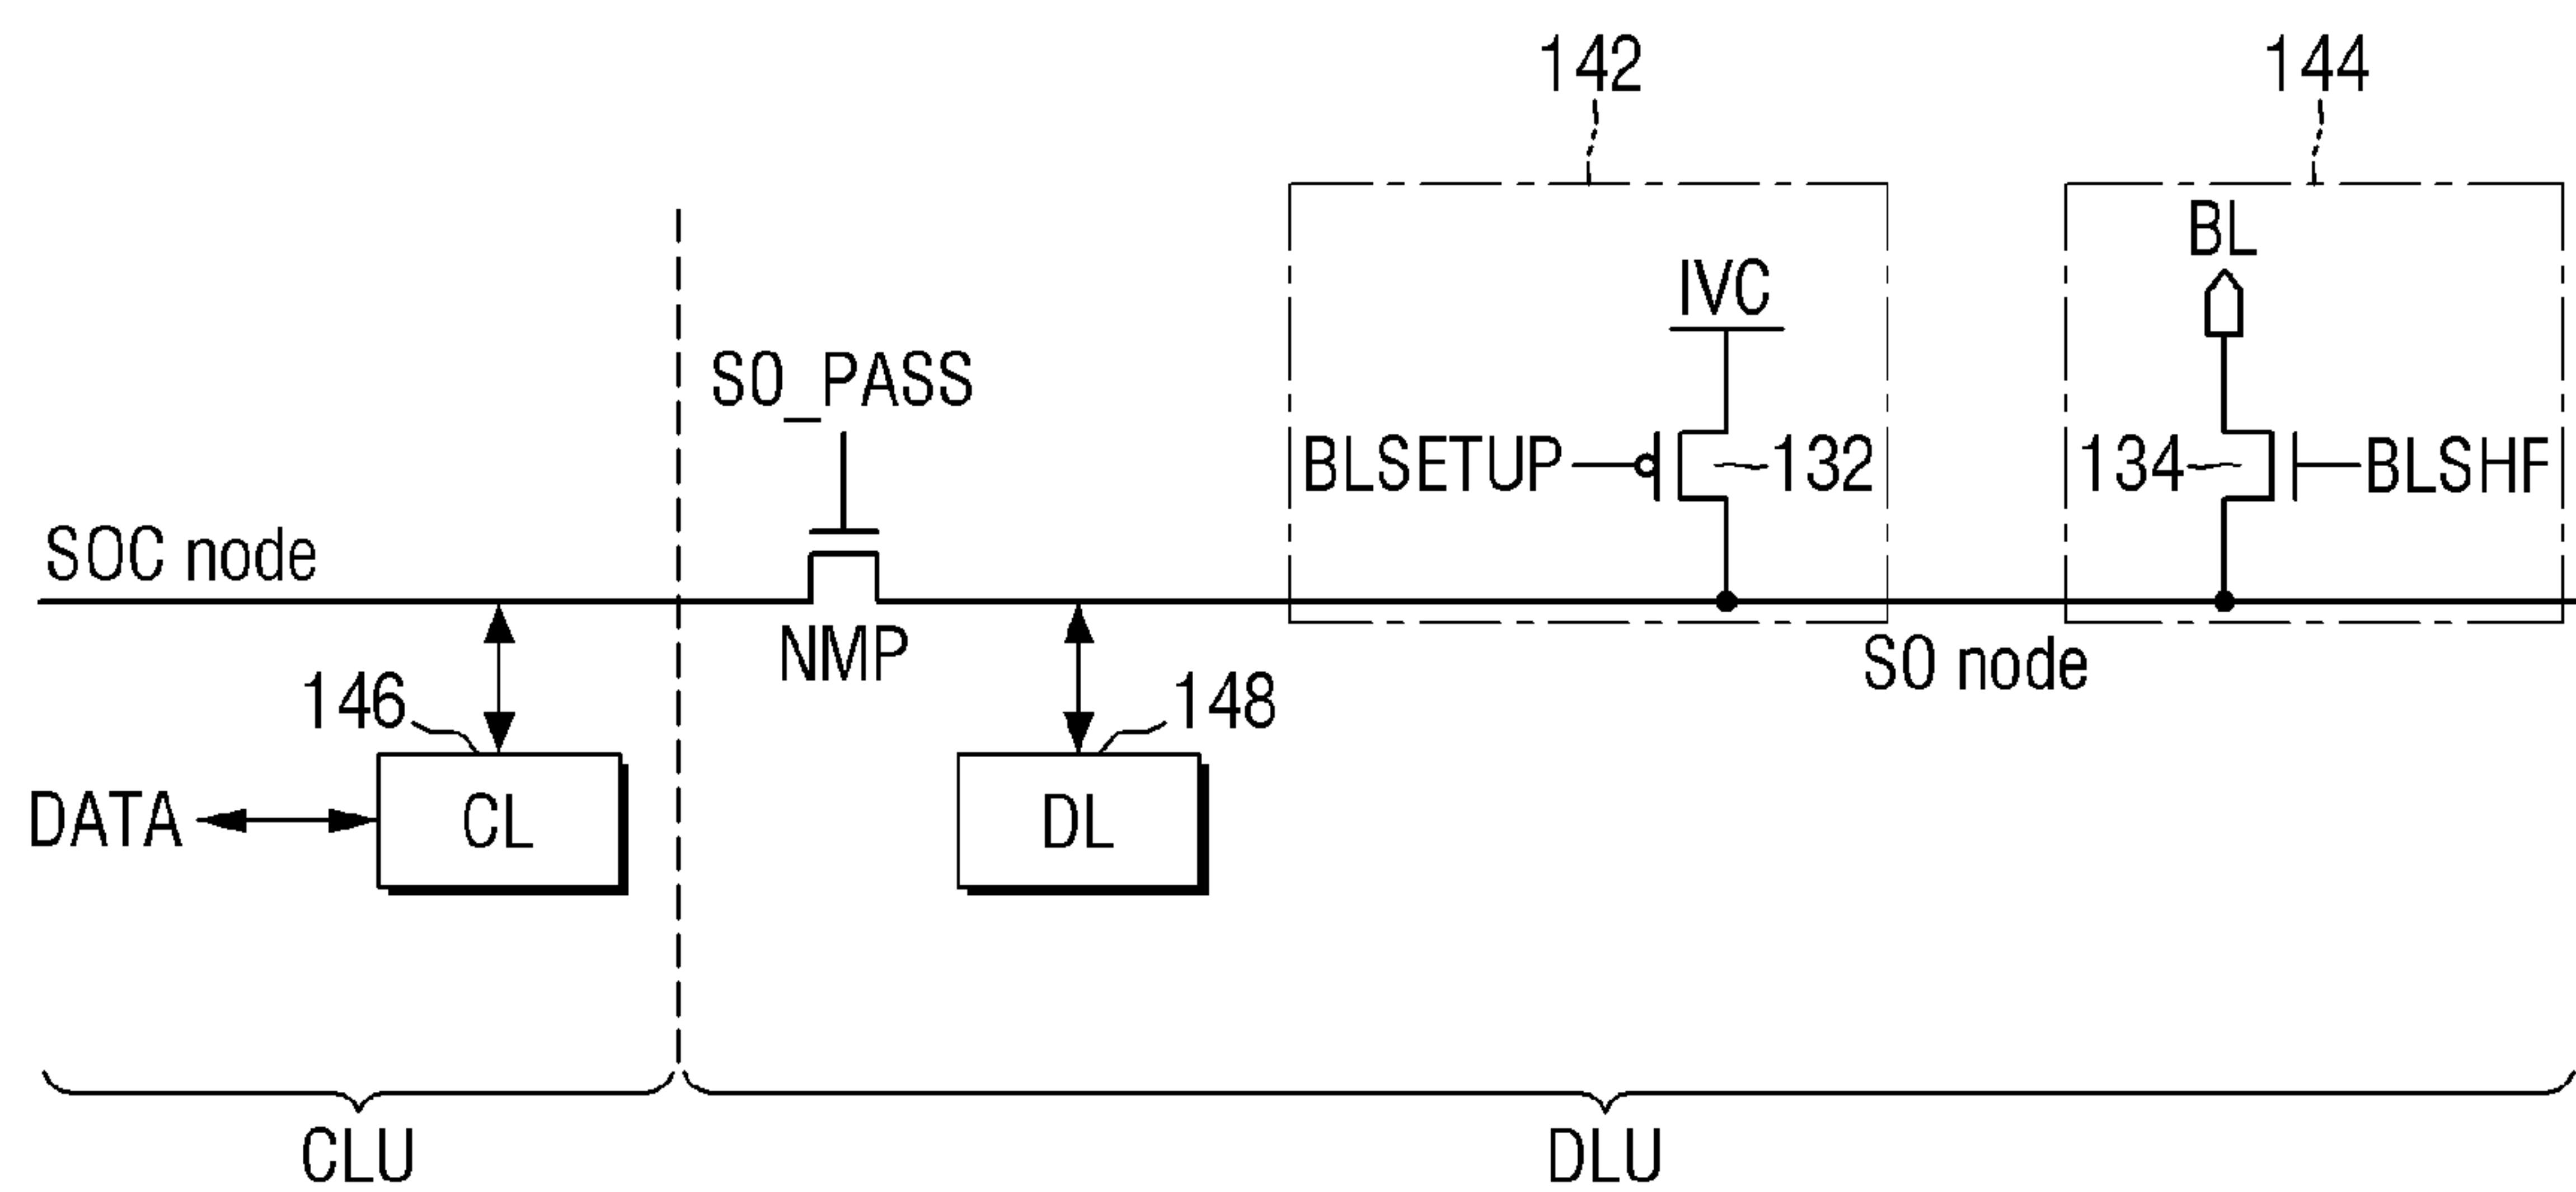 142
144
BL
IVC
SO_PASS
BLSETUP
132
134
BLSHF
SOC node
NMP
SO node
146
148
DATA
CL
DL
CLU
DLU